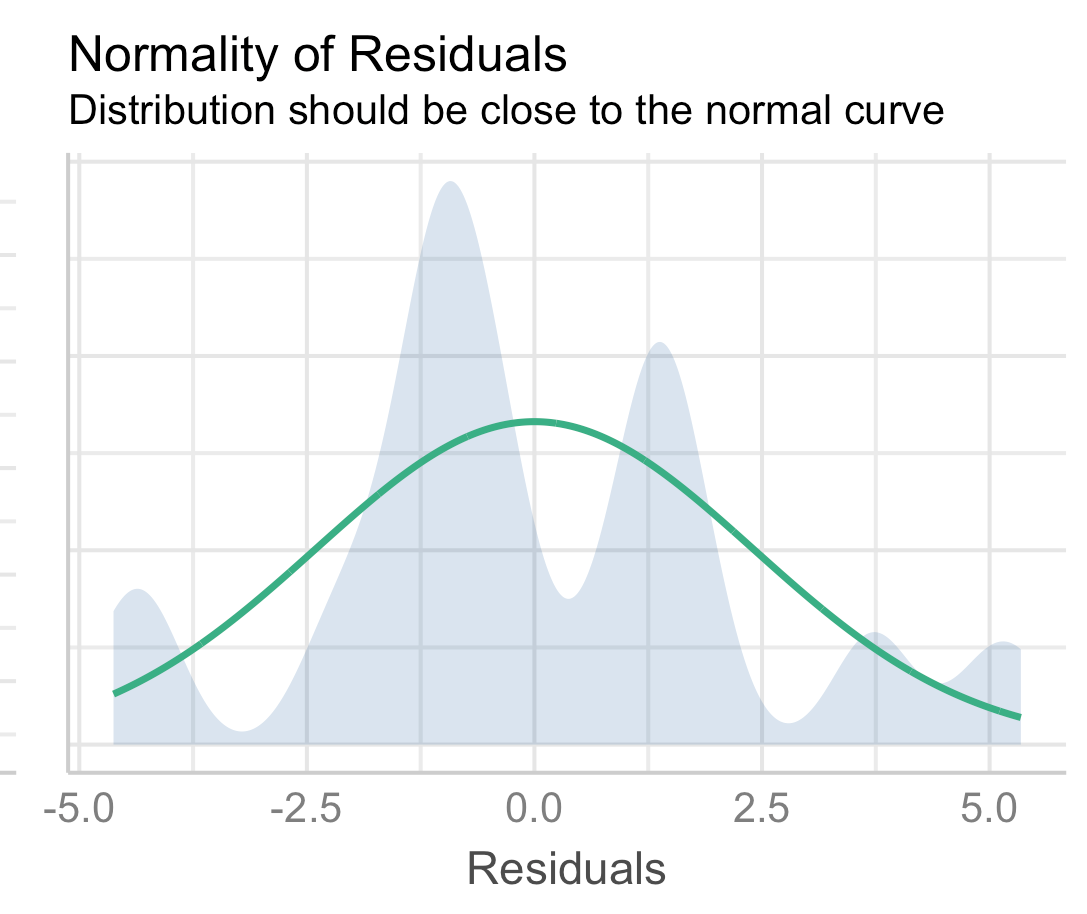 Normality of Residuals
Distribution should be close to the normal curve
-5.0 -2.5 0.0 2.5 5.0
Residuals